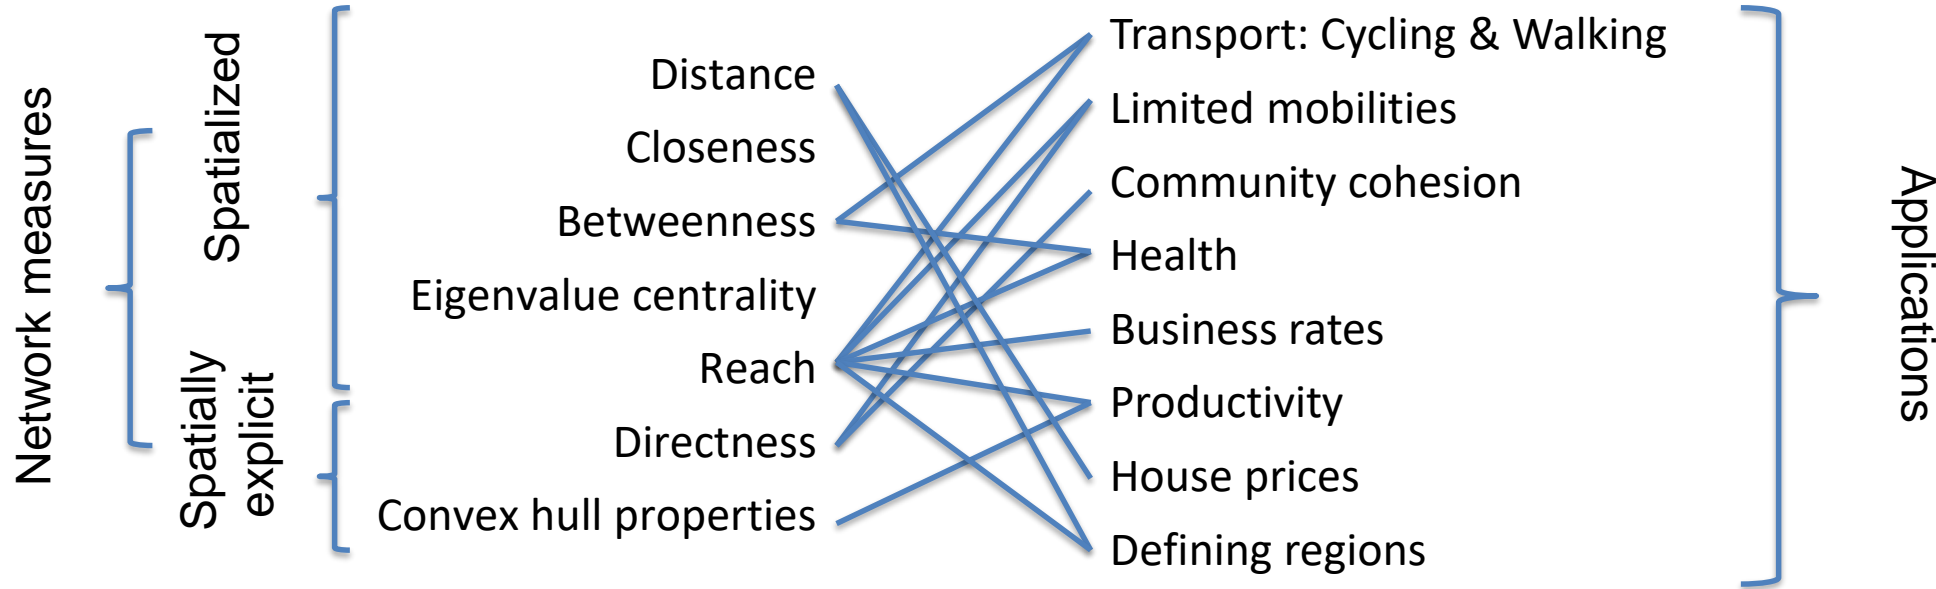 Network measures
Spatialized
Spatially
explicit
Distance
Closeness
Betweenness
Eigenvalue centrality
Reach
Directness
Convex hull properties
Transport: Cycling & Walking
Limited mobilities
Community cohesion
Health
Business rates
Productivity
House prices
Defining regions
Applications